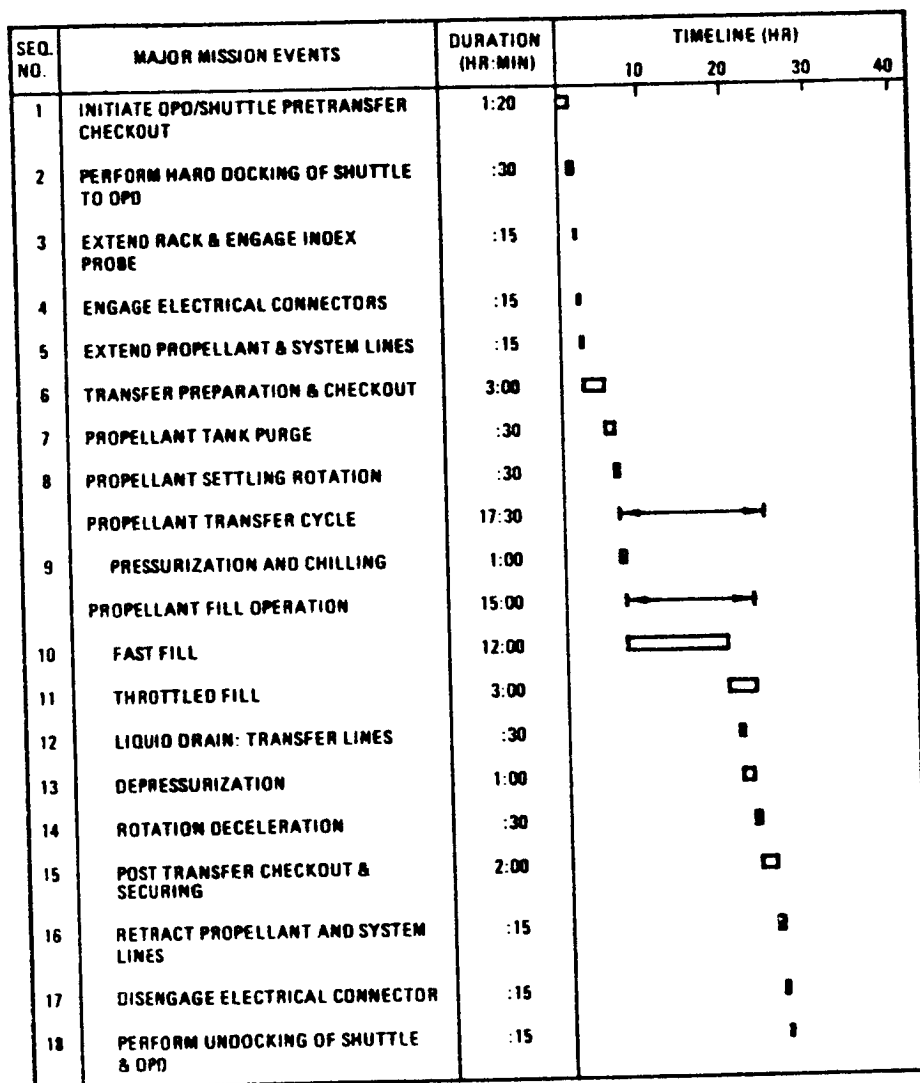 SEQ. NO. MAJOR MISSION EVENTS DURATION (HR:MIN) TIMELINE (HR)
10 20 30 40
1 INITIATE OPD/SHUTTLE PRETRANSFER 1:20
CHECKOUT
2 PERFORM HARD DOCKING OF SHUTTLE :30
TO OPD
3 EXTEND RACK & ENGAGE INDEX :15
PROBE
4 ENGAGE ELECTRICAL CONNECTORS :15
5 EXTEND PROPELLANT & SYSTEM LINES :15
6 TRANSFER PREPARATION & CHECKOUT 3:00
7 PROPELLANT TANK PURGE :30
8 PROPELLANT SETTLING ROTATION :30
PROPELLANT TRANSFER CYCLE 17:30
9 PRESSURIZATION AND CHILLING 1:00
PROPELLANT FILL OPERATION 15:00
10 FAST FILL 12:00
11 THROTTLED FILL 3:00
12 LIQUID DRAIN: TRANSFER LINES :30
13 DEPRESSURIZATION 1:00
14 ROTATION DECELERATION :30
15 POST TRANSFER CHECKOUT & 2:00
SECURING
16 RETRACT PROPELLANT AND SYSTEM :15
LINES
17 DISENGAGE ELECTRICAL CONNECTOR :15
18 PERFORM UNDOCKING OF SHUTTLE :15
& OPD